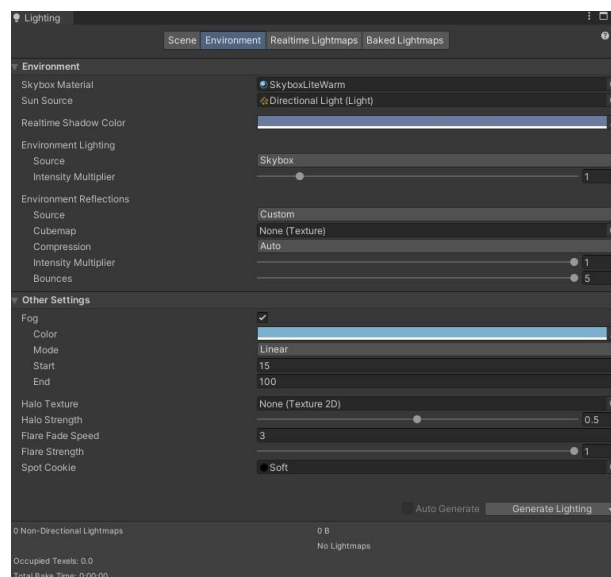 Lighting
Scene Environment Realtime Lightmaps Baked Lightmaps
Environment
Skybox Material SkyboxLiteWarm
Sun Source Directional Light (Light)
Realtime Shadow Color
Environment Lighting
Source Skybox
Intensity Multiplier 1
Environment Reflections
Source Custom
Cubemap None (Texture)
Compression Auto
Intensity Multiplier 1
Bounces 5
Other Settings
Fog
Color
Mode Linear
Start 15
End 100
Halo Texture None (Texture 2D)
Halo Strength 0.5
Flare Fade Speed 3
Flare Strength 1
Spot Cookie Soft
Auto Generate Generate Lighting
0 Non-Directional Lightmaps 0 B
No Lightmaps
Occupied Texels: 0.0
Total Bake Time: 0:00:00